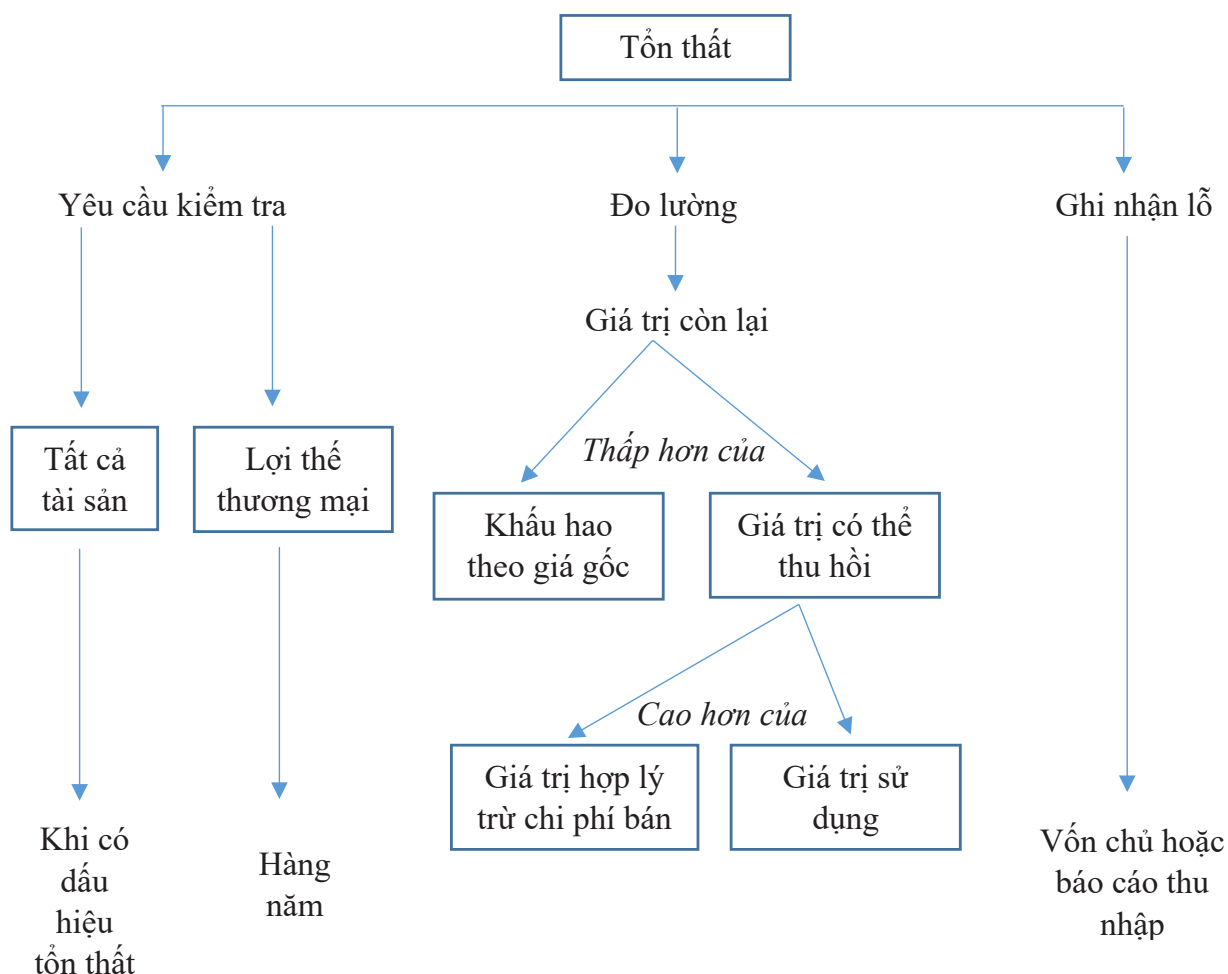 Tổn thất
Yêu cầu kiểm tra
Đo lường
Ghi nhận lỗ
Giá trị còn lại
Tất cả
tài sản
Lợi thế
thương mại
Thấp hơn của
Khấu hao
theo giá gốc
Giá trị có thể
thu hồi
Cao hơn của
Giá trị hợp lý
trừ chi phí bán
Giá trị sử
dụng
Khi có
dấu
hiệu
tổn thất
Hàng
năm
Vốn chủ hoặc
báo cáo thu
nhập